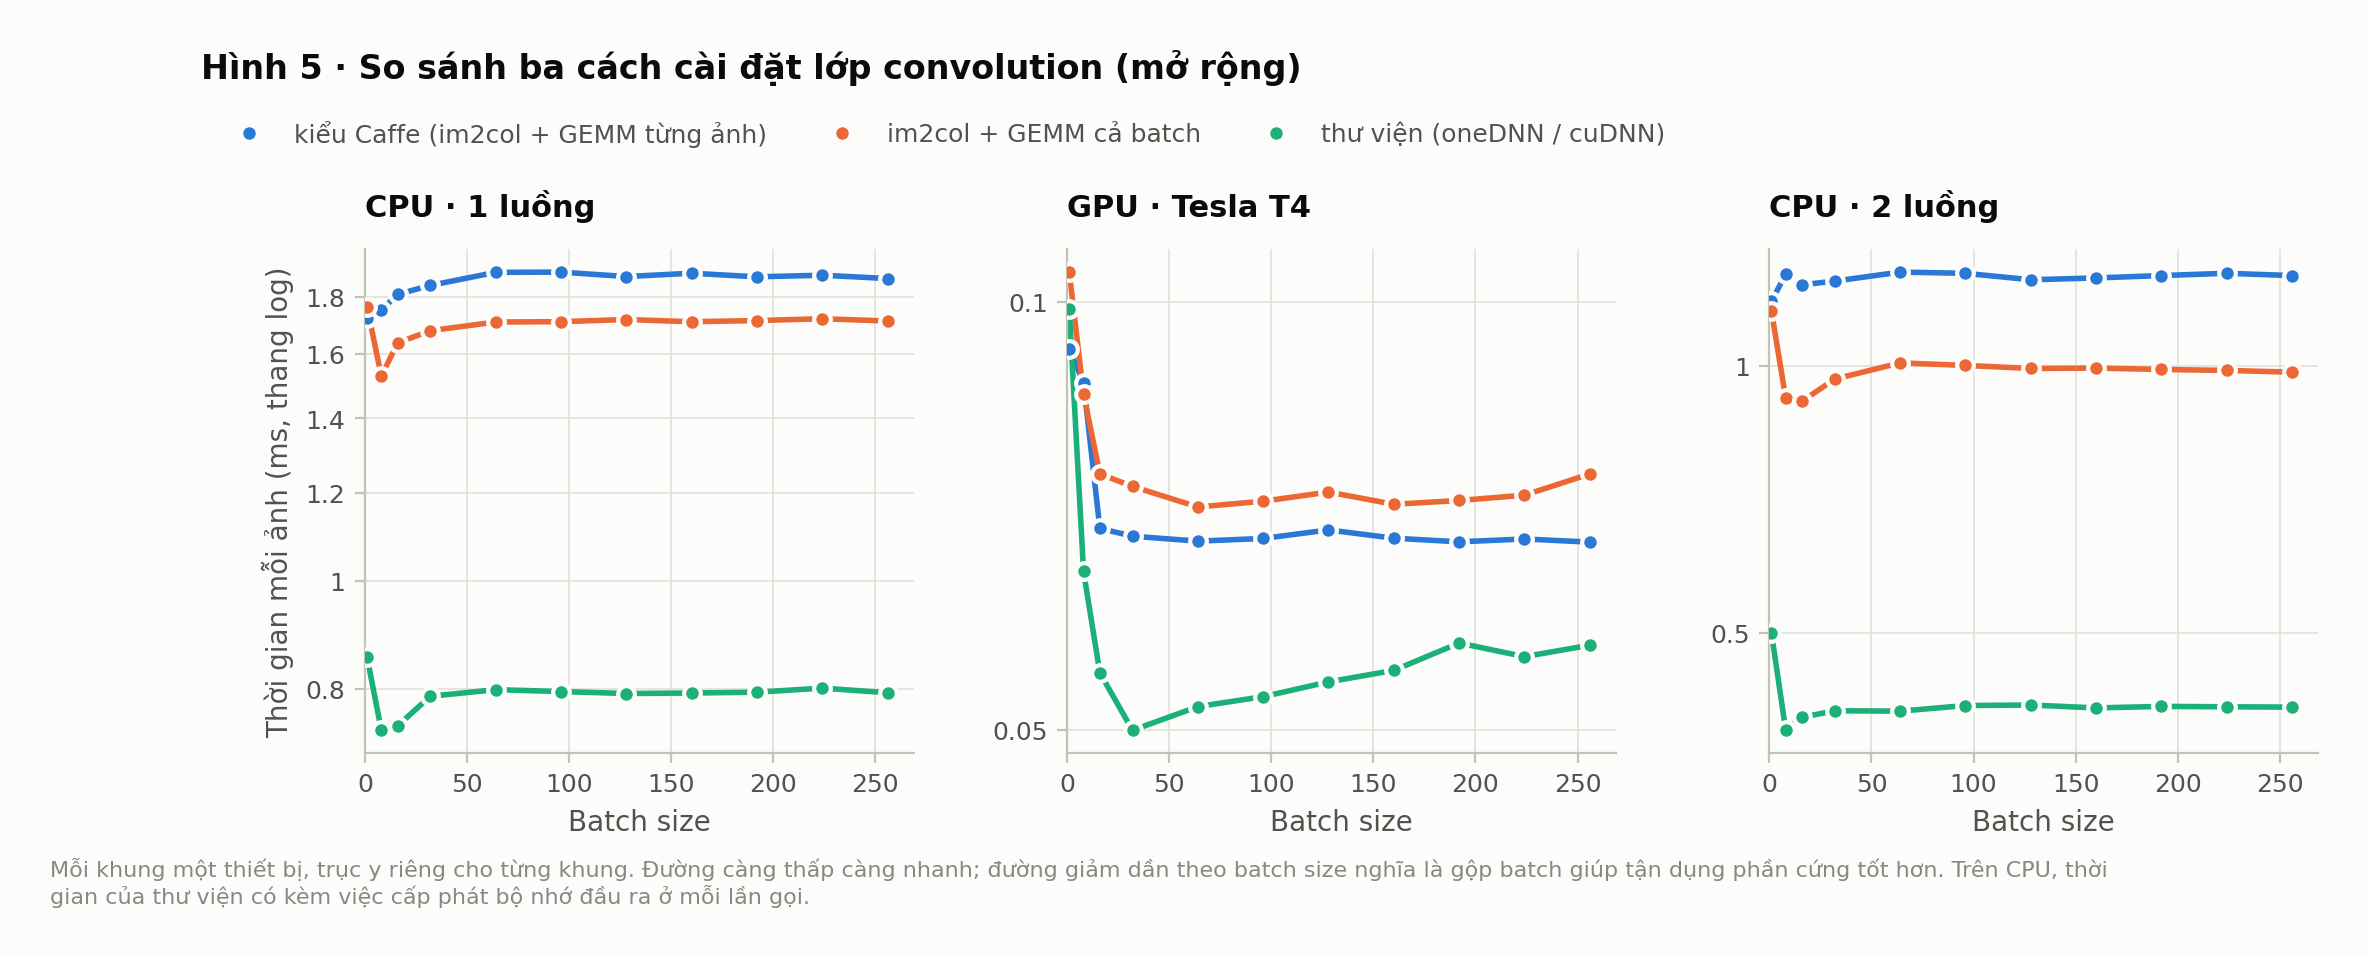 Hình 5 · So sánh ba cách cài đặt lớp convolution (mở rộng)
kiểu Caffe (im2col + GEMM từng ảnh)
im2col + GEMM cả batch
thư viện (oneDNN / cuDNN)
CPU · 1 luồng
Thời gian mỗi ảnh (ms, thang log)
1.8
1.6
1.4
1.2
1
0.8
0 50 100 150 200 250
Batch size
GPU · Tesla T4
0.1
0.05
0 50 100 150 200 250
Batch size
CPU · 2 luồng
1
0.5
0 50 100 150 200 250
Batch size
Mỗi khung một thiết bị, trục y riêng cho từng khung. Đường càng thấp càng nhanh; đường giảm dần theo batch size nghĩa là gộp batch giúp tận dụng phần cứng tốt hơn. Trên CPU, thời
gian của thư viện có kèm việc cấp phát bộ nhớ đầu ra ở mỗi lần gọi.